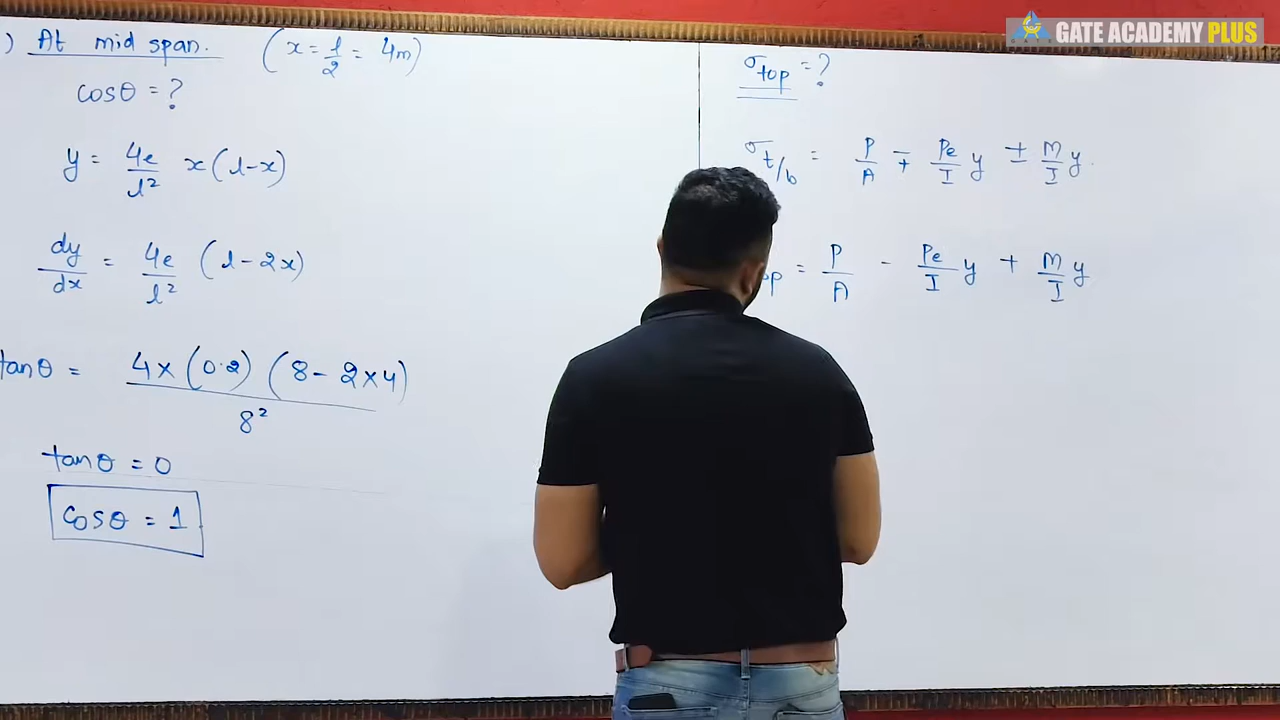 ) At mid span. (x = l/2 = 4m)
cosθ = ?
y = 4e/l² x(l-x)
dy/dx = 4e/l² (l-2x)
tanθ = 4×(0.2) (8-2×4) / 8²
tanθ = 0
cosθ = 1
GATE ACADEMY PLUS
σtop = ?
σt/b = P/A ∓ Pe/I y ± M/I y.
op = P/A - Pe/I y + M/I y